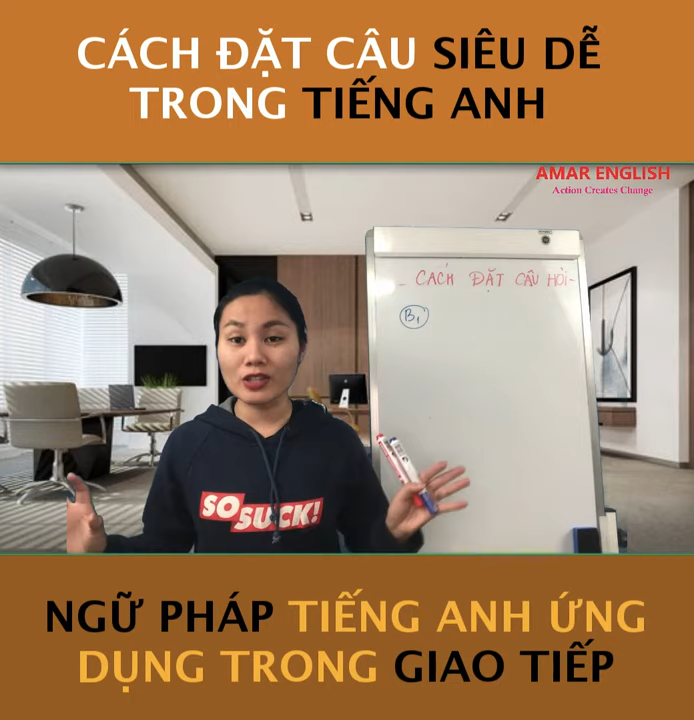 CÁCH ĐẶT CÂU SIÊU DỄ
TRONG TIẾNG ANH
AMAR ENGLISH
Action Creates Change
- CÁCH ĐẶT CÂU HỎI -
B1
SO SUCK!
NGỮ PHÁP TIẾNG ANH ỨNG
DỤNG TRONG GIAO TIẾP